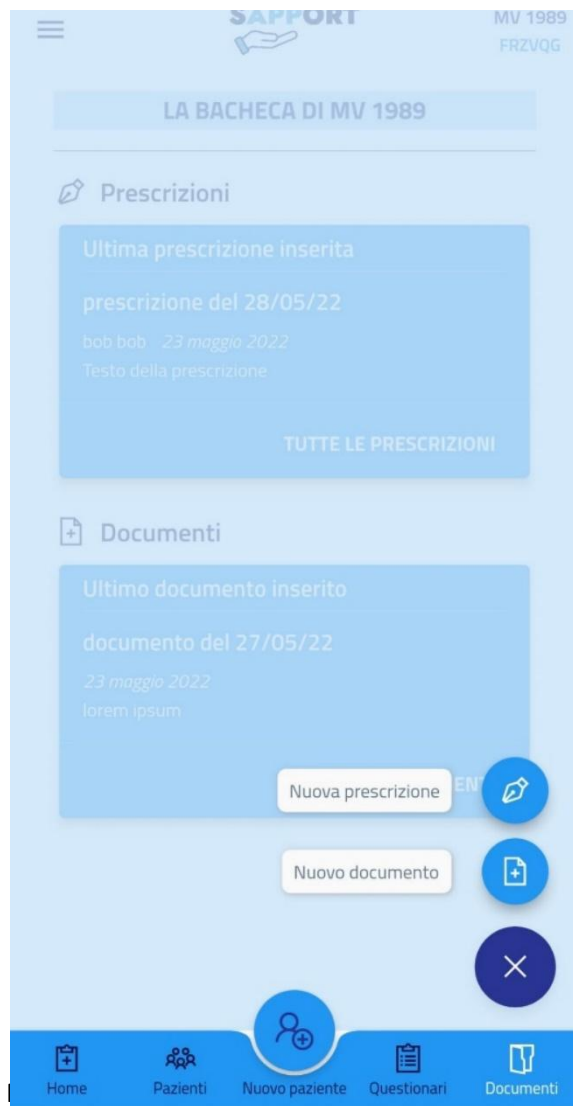 SAPPORT
MV 1989
FRZVQG
LA BACHECA DI MV 1989
Prescrizioni
Ultima prescrizione inserita
prescrizione del 28/05/22
bob bob 23 maggio 2022
Testo della prescrizione
TUTTE LE PRESCRIZIONI
Documenti
Ultimo documento inserito
documento del 27/05/22
23 maggio 2022
lorem ipsum
Nuova prescrizione
Nuovo documento
Home
Pazienti
Nuovo paziente
Questionari
Documenti